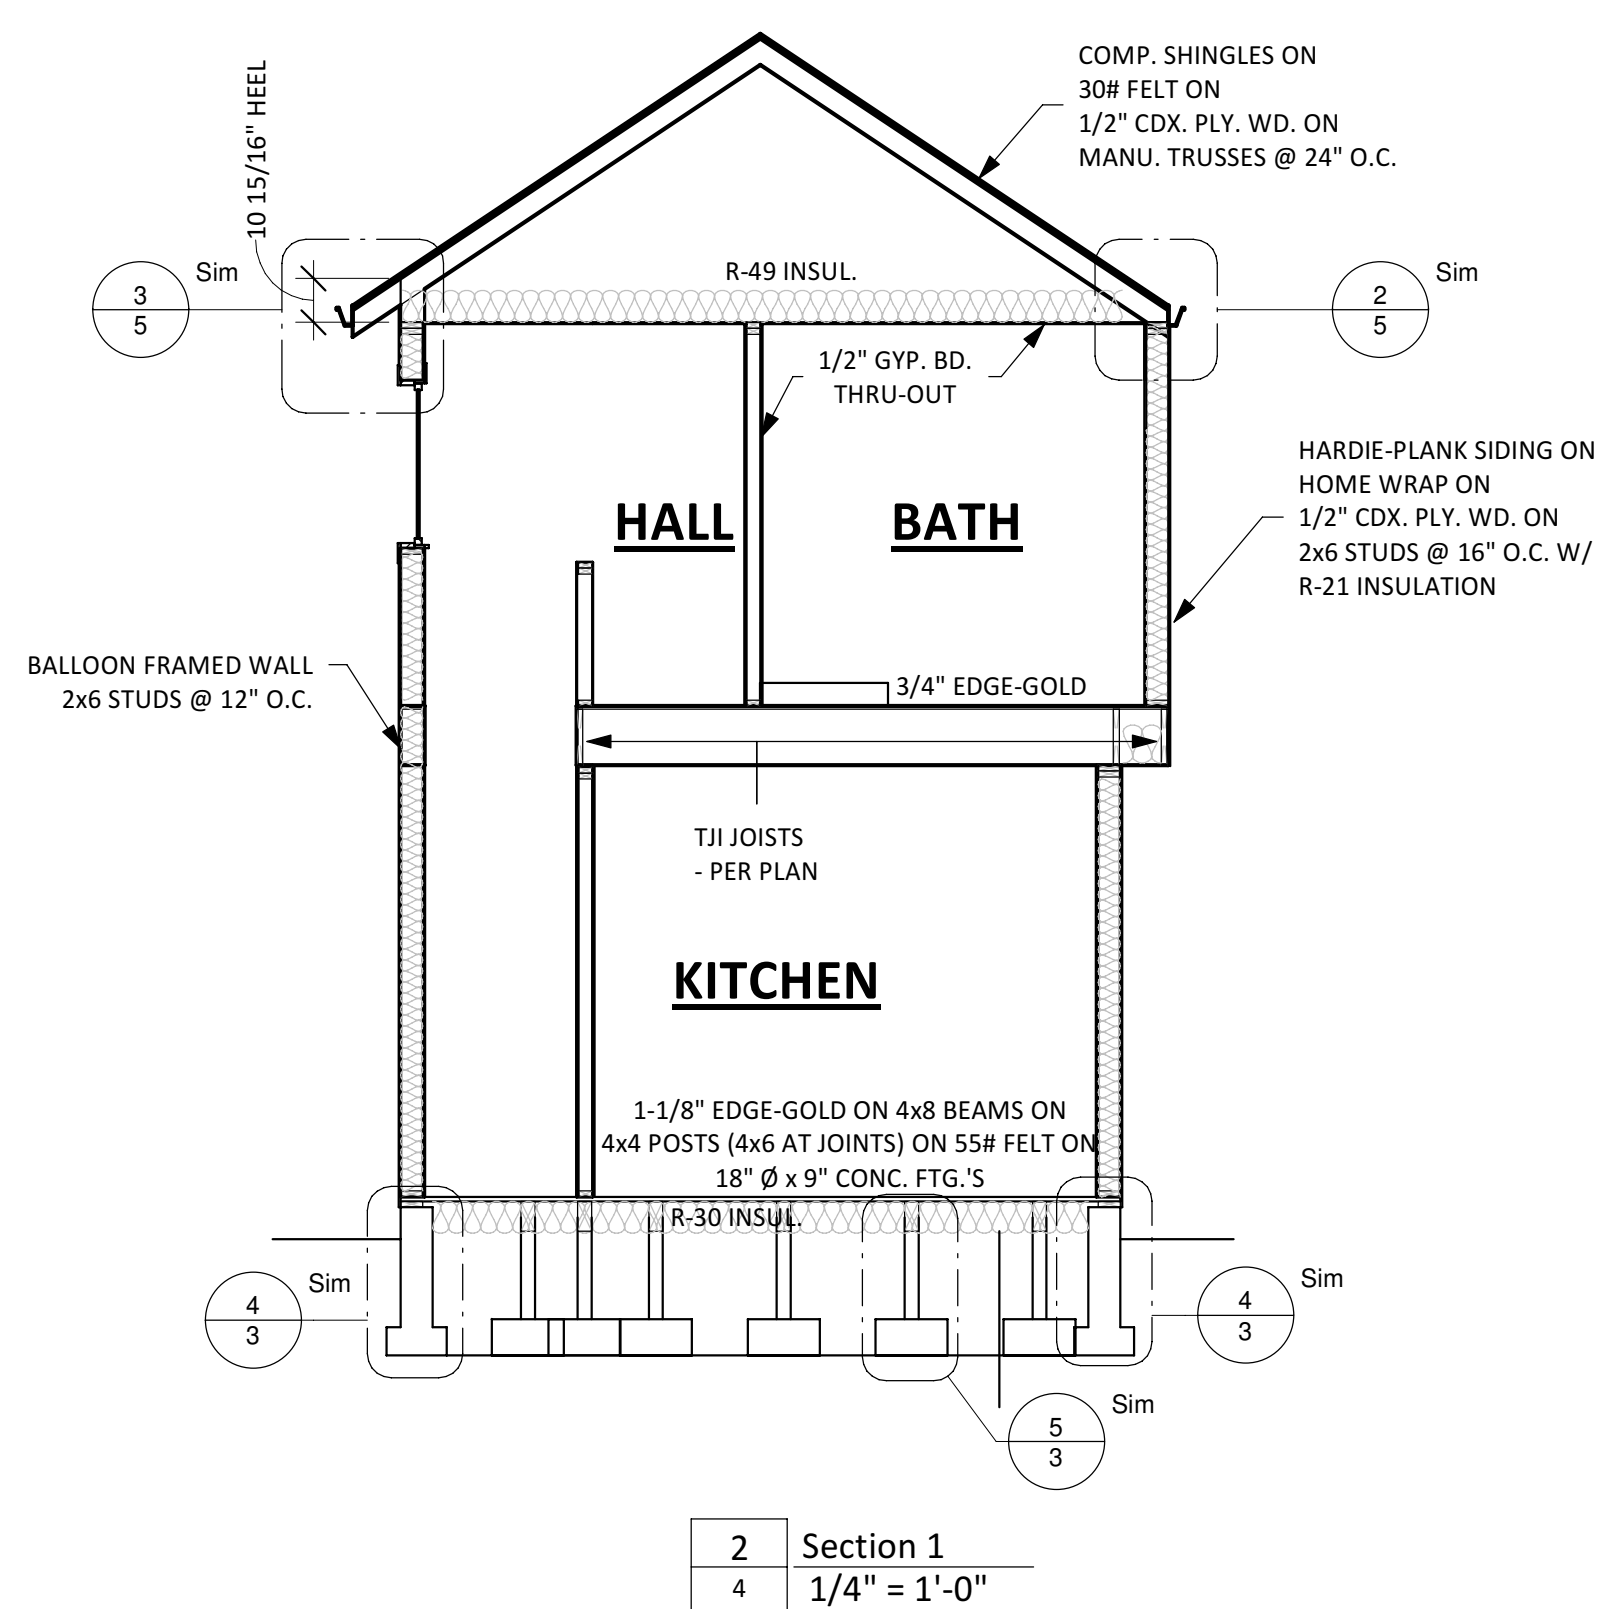 COMP. SHINGLES ON
30# FELT ON
1/2" CDX. PLY. WD. ON
MANU. TRUSSES @ 24" O.C.
10 15/16" HEEL
Sim
3
5
R-49 INSUL.
Sim
2
5
1/2" GYP. BD.
THRU-OUT
HARDIE-PLANK SIDING ON
HOME WRAP ON
1/2" CDX. PLY. WD. ON
2x6 STUDS @ 16" O.C. W/
R-21 INSULATION
HALL
BATH
BALLOON FRAMED WALL
2x6 STUDS @ 12" O.C.
3/4" EDGE-GOLD
TJI JOISTS
- PER PLAN
KITCHEN
1-1/8" EDGE-GOLD ON 4x8 BEAMS ON
4x4 POSTS (4x6 AT JOINTS) ON 55# FELT ON
18" Ø x 9" CONC. FTG.'S
R-30 INSUL.
Sim
4
3
Sim
4
3
Sim
5
3
2
4
Section 1
1/4" = 1'-0"